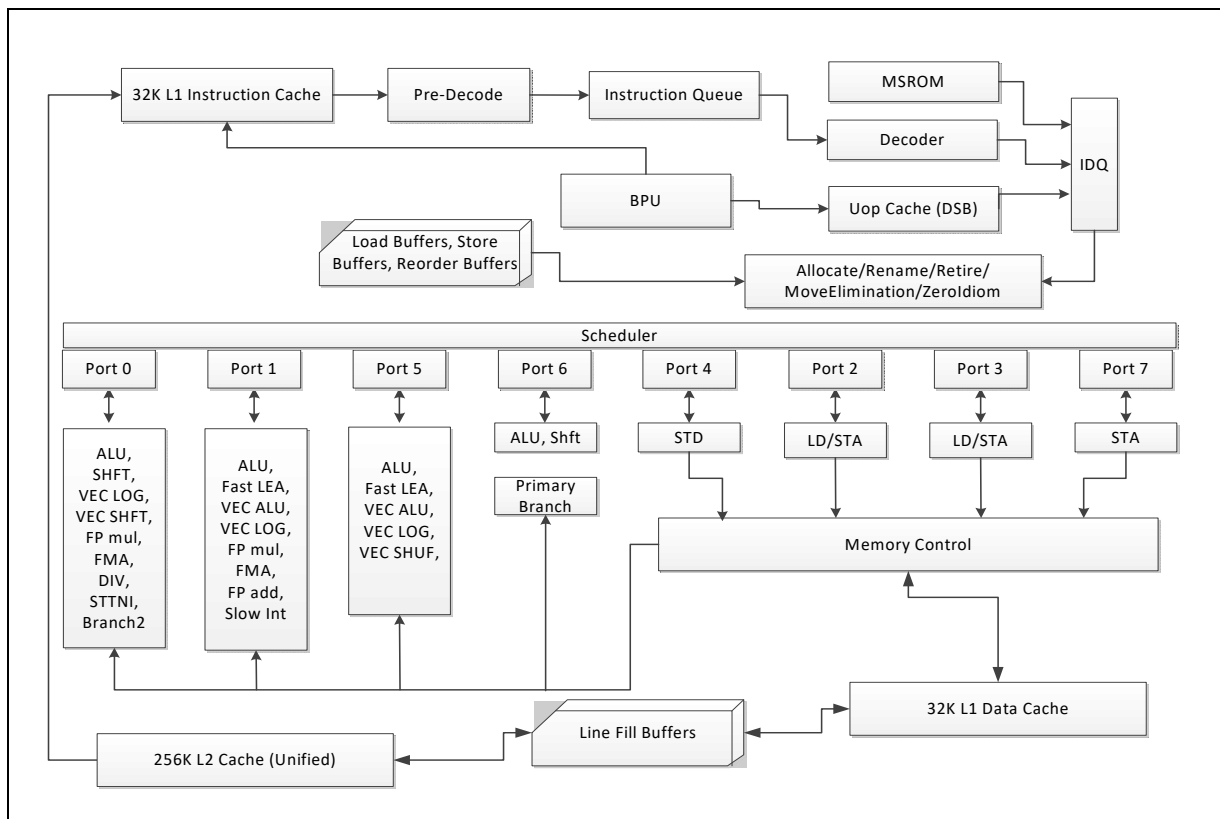 32K L1 Instruction Cache
Pre-Decode
Instruction Queue
MSROM
Decoder
IDQ
BPU
Uop Cache (DSB)
Load Buffers, Store
Buffers, Reorder Buffers
Allocate/Rename/Retire/
MoveElimination/ZeroIdiom
Scheduler
Port 0
Port 1
Port 5
Port 6
Port 4
Port 2
Port 3
Port 7
ALU,
SHFT,
VEC LOG,
VEC SHFT,
FP mul,
FMA,
DIV,
STTNI,
Branch2
ALU,
Fast LEA,
VEC ALU,
VEC LOG,
FP mul,
FMA,
FP add,
Slow Int
ALU,
Fast LEA,
VEC ALU,
VEC LOG,
VEC SHUF,
ALU, Shft
Primary
Branch
STD
LD/STA
LD/STA
STA
Memory Control
32K L1 Data Cache
Line Fill Buffers
256K L2 Cache (Unified)